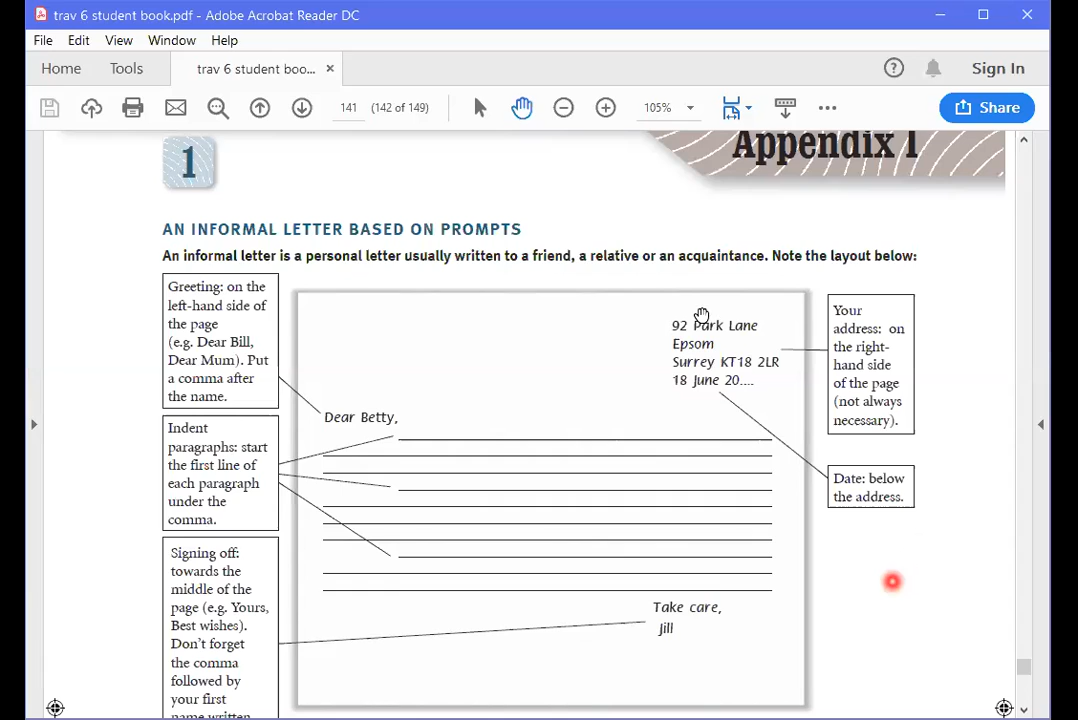 trav 6 student book.pdf - Adobe Acrobat Reader DC
File Edit View Window Help
Home Tools trav 6 student boo... × Sign In
141 (142 of 149) 105% Share
1
Appendix I
AN INFORMAL LETTER BASED ON PROMPTS
An informal letter is a personal letter usually written to a friend, a relative or an acquaintance. Note the layout below:
Greeting: on the
left-hand side of
the page
(e.g. Dear Bill,
Dear Mum). Put
a comma after
the name.
Indent
paragraphs: start
the first line of
each paragraph
under the
comma.
Signing off:
towards the
middle of the
page (e.g. Yours,
Best wishes).
Don't forget
the comma
followed by
your first
name written
92 Park Lane
Epsom
Surrey KT18 2LR
18 June 20....
Dear Betty,
Take care,
Jill
Your
address: on
the right-
hand side
of the page
(not always
necessary).
Date: below
the address.